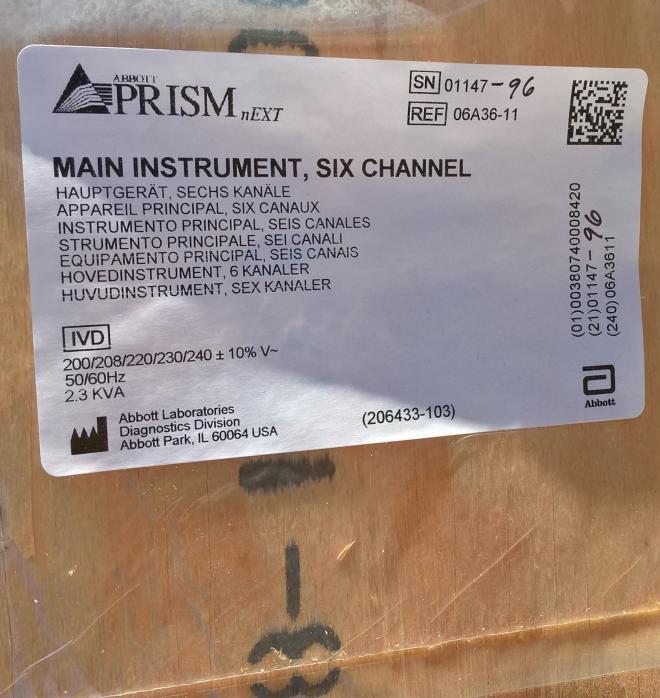 ABBOTT
PRISM nEXT
SN 01147-96
REF 06A36-11
MAIN INSTRUMENT, SIX CHANNEL
HAUPTGERÄT, SECHS KANÄLE
APPAREIL PRINCIPAL, SIX CANAUX
INSTRUMENTO PRINCIPAL, SEIS CANALES
STRUMENTO PRINCIPALE, SEI CANALI
EQUIPAMENTO PRINCIPAL, SEIS CANAIS
HOVEDINSTRUMENT, 6 KANALER
HUVUDINSTRUMENT, SEX KANALER
IVD
200/208/220/230/240 ± 10% V~
50/60Hz
2.3 KVA
Abbott Laboratories
Diagnostics Division
Abbott Park, IL 60064 USA
(206433-103)
(01)00380740008420
(21)01147-96
(240)06A3611
Abbott